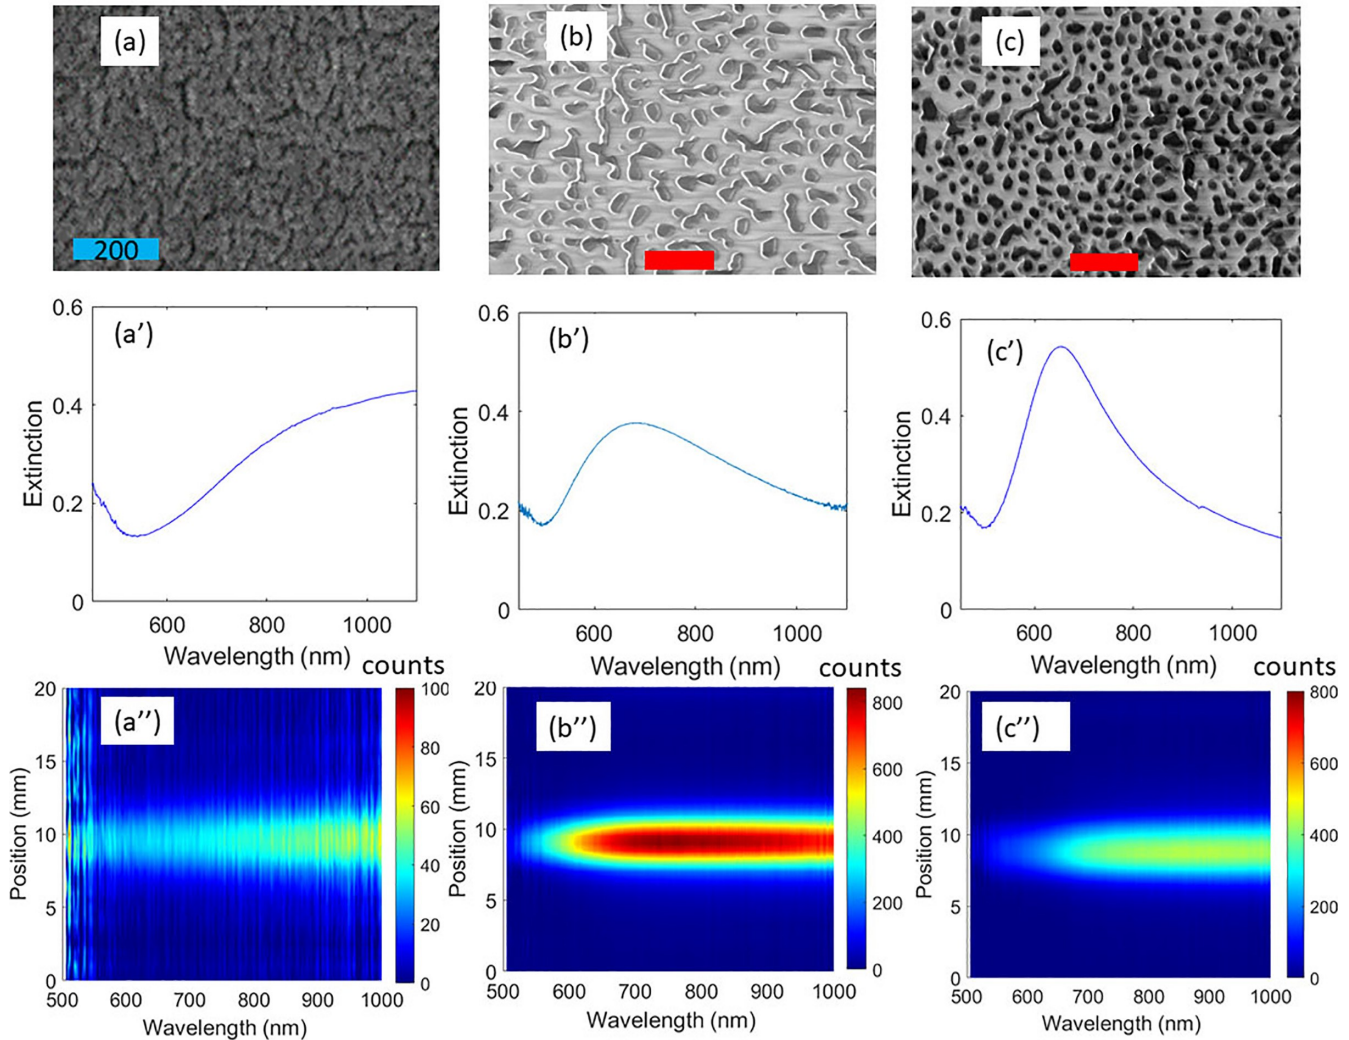 (a)
(b)
(c)
200
0.6
0.4
0.2
0
(a’)
Extinction
600
800
1000
Wavelength (nm)
0.6
0.4
0.2
0
(b’)
Extinction
600
800
1000
Wavelength (nm)
0.6
0.4
0.2
0
(c’)
Extinction
600
800
1000
Wavelength (nm)
counts
20
15
10
5
0
(a’’)
Position (mm)
500
600
700
800
900
1000
Wavelength (nm)
100
80
60
40
20
0
counts
20
15
10
5
0
(b’’)
Position (mm)
500
600
700
800
900
1000
Wavelength (nm)
800
600
400
200
0
counts
20
15
10
5
0
(c’’)
Position (mm)
500
600
700
800
900
1000
Wavelength (nm)
800
600
400
200
0